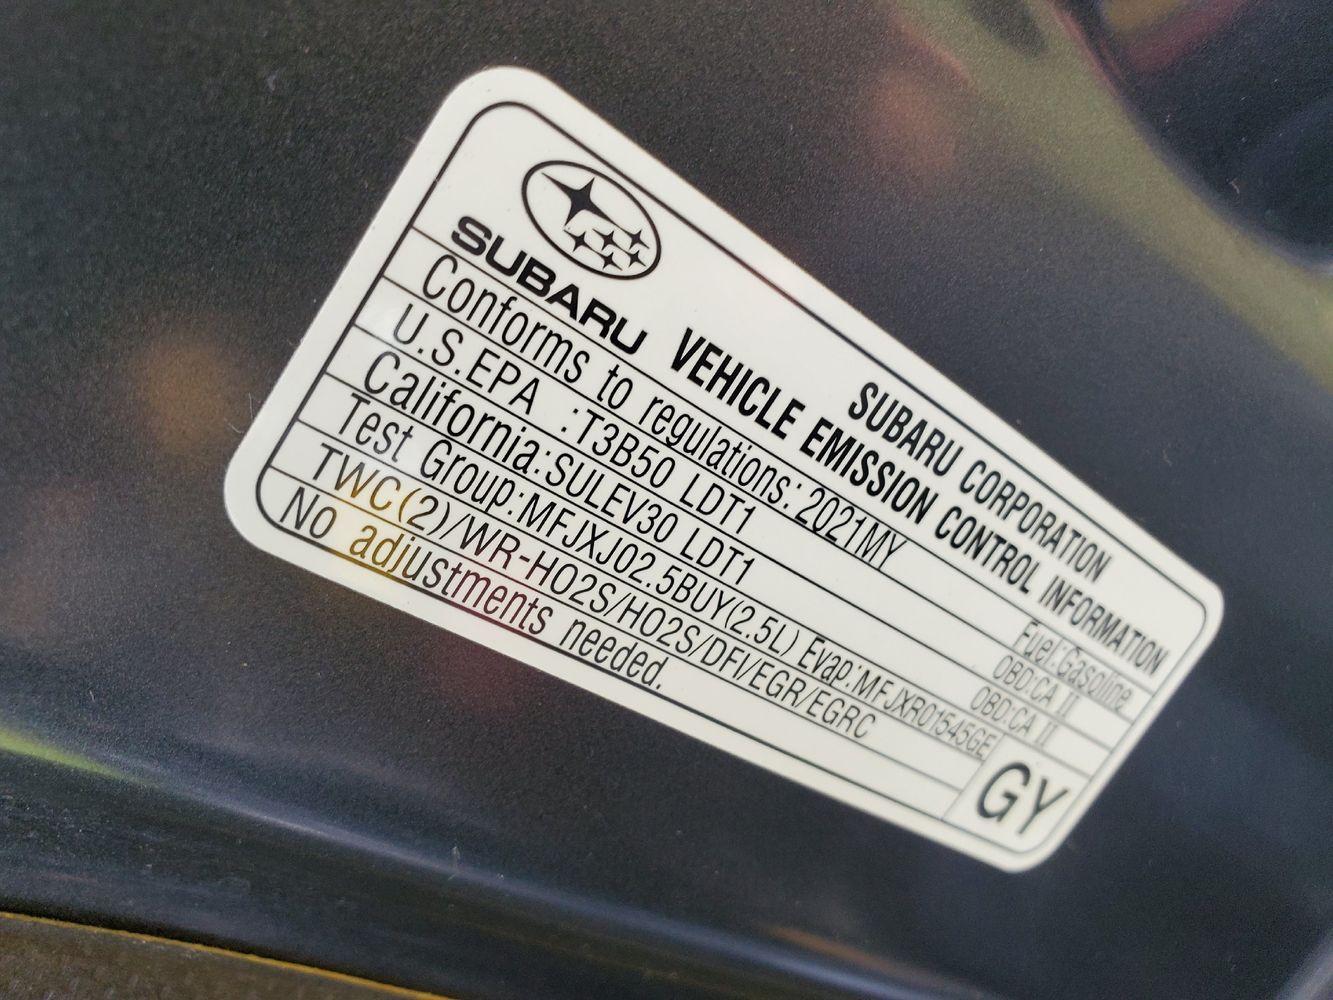 SUBARU
SUBARU CORPORATION
VEHICLE EMISSION CONTROL INFORMATION
Conforms to regulations: 2021MY Fuel:Gasoline
U.S.EPA :T3B50 LDT1 OBD:CA II
California:SULEV30 LDT1 OBD:CA II
Test Group:MFJXJ02.5BUY(2.5L) Evap:MFJXR01545GE
TWC(2)/WR-HO2S/HO2S/DFI/EGR/EGRC
No adjustments needed.
GY